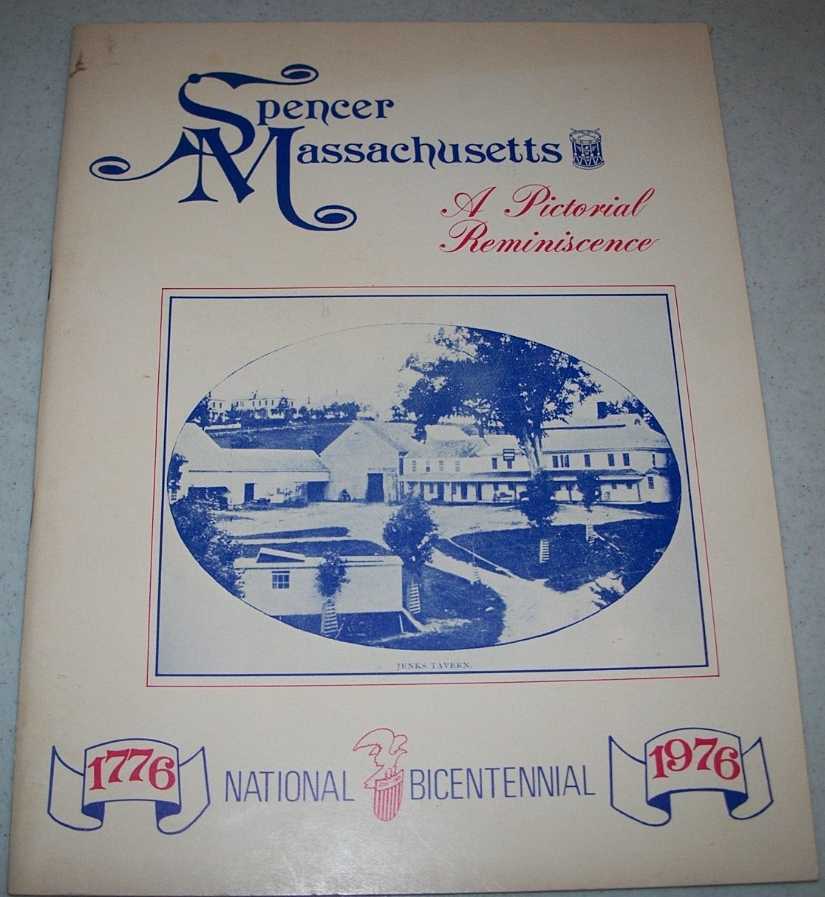 Spencer
Massachusetts
A Pictorial
Reminiscence
JENKS TAVERN.
1776
NATIONAL BICENTENNIAL
1976